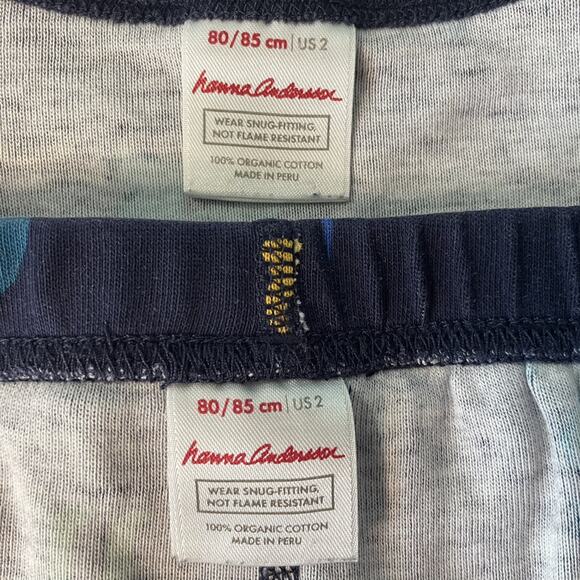 80/85 cm | US 2
hanna Andersson
WEAR SNUG-FITTING,
NOT FLAME RESISTANT
100% ORGANIC COTTON
MADE IN PERU
80/85 cm | US 2
hanna Andersson
WEAR SNUG-FITTING,
NOT FLAME RESISTANT
100% ORGANIC COTTON
MADE IN PERU